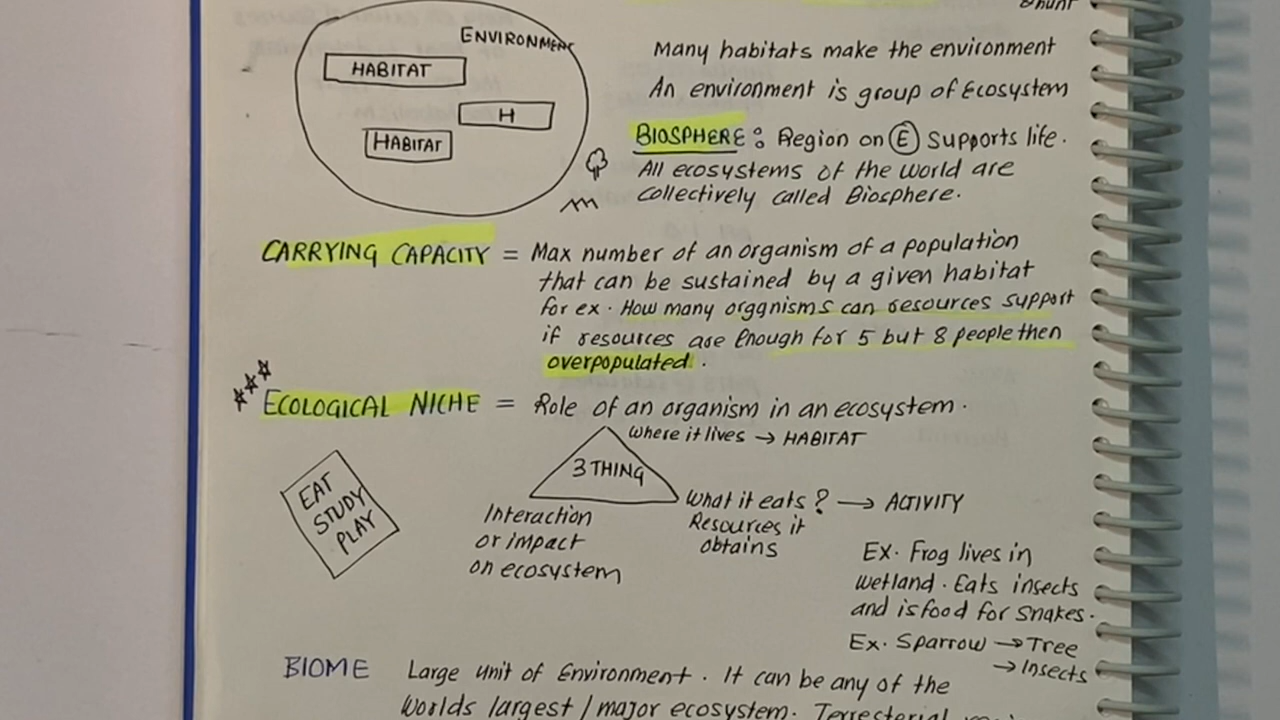 & hunt
ENVIRONMENT
HABITAT
H
HABITAT
Many habitats make the environment
An environment is group of Ecosystem
BIOSPHERE : Region on E supports life.
All ecosystems of the world are
collectively called Biosphere.
CARRYING CAPACITY = Max number of an organism of a population
that can be sustained by a given habitat
for ex. How many organisms can resources support
if resources are enough for 5 but 8 people then
overpopulated.
ECOLOGICAL NICHE = Role of an organism in an ecosystem.
Where it lives → HABITAT
3 THING
EAT
STUDY
PLAY
Interaction
or impact
on ecosystem
What it eats ? → ACTIVITY
Resources it
obtains
Ex. Frog lives in
wetland. Eats insects
and is food for snakes.
Ex. Sparrow → Tree
→ Insects
BIOME Large unit of Environment. It can be any of the
Worlds largest / major ecosystem. Terresterial